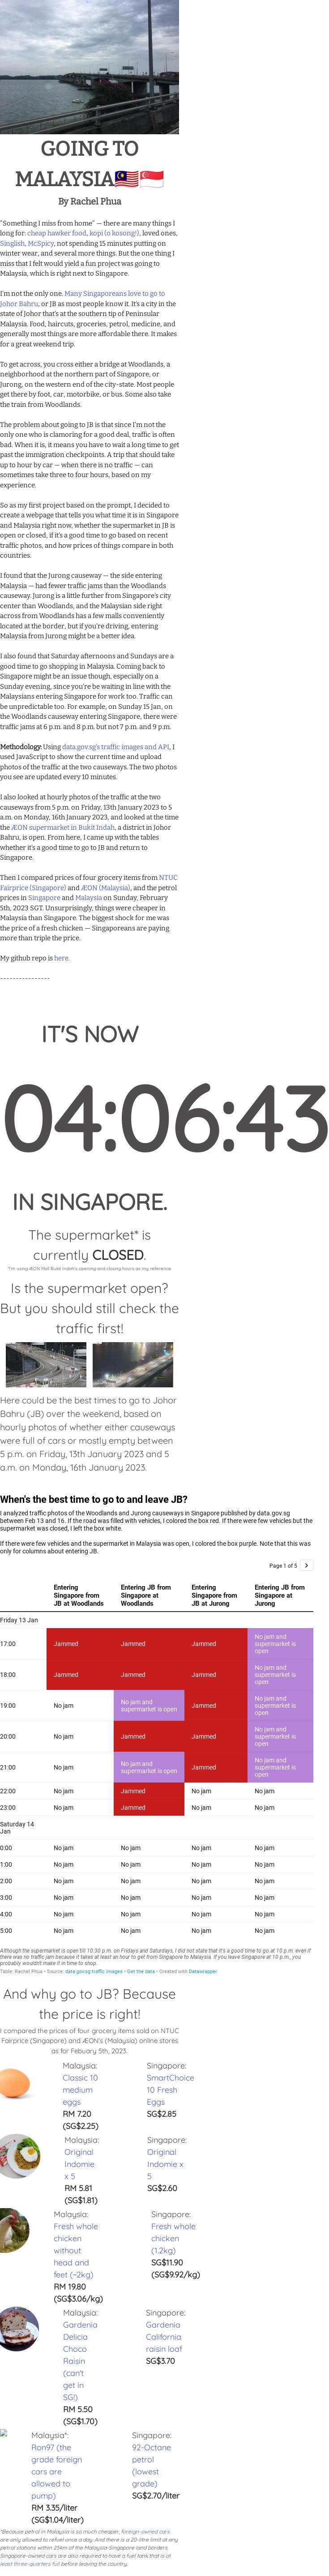 GOING TO
MALAYSIA🇲🇾🇸🇬
By Rachel Phua
"Something I miss from home" — there are many things I
long for: cheap hawker food, kopi (o kosong!), loved ones,
Singlish, McSpicy, not spending 15 minutes putting on
winter wear, and several more things. But the one thing I
miss that I felt would yield a fun project was going to
Malaysia, which is right next to Singapore.
I'm not the only one. Many Singaporeans love to go to
Johor Bahru, or JB as most people know it. It's a city in the
state of Johor that's at the southern tip of Peninsular
Malaysia. Food, haircuts, groceries, petrol, medicine, and
generally most things are more affordable there. It makes
for a great weekend trip.
To get across, you cross either a bridge at Woodlands, a
neighborhood at the northern part of Singapore, or
Jurong, on the western end of the city-state. Most people
get there by foot, car, motorbike, or bus. Some also take
the train from Woodlands.
The problem about going to JB is that since I'm not the
only one who is clamoring for a good deal, traffic is often
bad. When it is, it means you have to wait a long time to get
past the immigration checkpoints. A trip that should take
up to hour by car — when there is no traffic — can
sometimes take three to four hours, based on my
experience.
So as my first project based on the prompt, I decided to
create a webpage that tells you what time it is in Singapore
and Malaysia right now, whether the supermarket in JB is
open or closed, if it's a good time to go based on recent
traffic photos, and how prices of things compare in both
countries.
I found that the Jurong causeway — the side entering
Malaysia — had fewer traffic jams than the Woodlands
causeway. Jurong is a little further from Singapore's city
center than Woodlands, and the Malaysian side right
across from Woodlands has a few malls conveniently
located at the border, but if you're driving, entering
Malaysia from Jurong might be a better idea.
I also found that Saturday afternoons and Sundays are a
good time to go shopping in Malaysia. Coming back to
Singapore might be an issue though, especially on a
Sunday evening, since you're be waiting in line with the
Malaysians entering Singapore for work too. Traffic can
be unpredictable too. For example, on Sunday, 15 Jan, on
the Woodlands causeway entering Singapore, there were
traffic jams at 6 p.m. and 8 p.m. but not 7 p.m. and 9 p.m.
Methodology: Using data.gov.sg's traffic images and API, I
used JavaScript to show the current time and upload
photos of the traffic at the two causeways. The two photos
you see are updated every 10 minutes.
I also looked at hourly photos of the traffic at the two
causeways from 5 p.m. on Friday, 13th January 2023 to 5
a.m. on Monday, 16th January 2023, and looked at the time
the ÆON supermarket in Bukit Indah, a district in Johor
Bahru, is open. From here, I came up with the tables
whether it's a good time to go to JB and return to
Singapore.
Then I compared prices of four grocery items from NTUC
Fairprice (Singapore) and ÆON (Malaysia), and the petrol
prices in Singapore and Malaysia on Sunday, February
5th, 2023 SGT. Unsurprisingly, things were cheaper in
Malaysia than Singapore. The biggest shock for me was
the price of a fresh chicken — Singaporeans are paying
more than triple the price.
My github repo is here.
----------------
IT'S NOW
04:06:43
IN SINGAPORE.
The supermarket* is
currently CLOSED.
*I'm using ÆON Mall Bukit Indah's opening and closing hours as my reference.
Is the supermarket open?
But you should still check the
traffic first!
Here could be the best times to go to Johor
Bahru (JB) over the weekend, based on
hourly photos of whether either causeways
were full of cars or mostly empty between
5 p.m. on Friday, 13th January 2023 and 5
a.m. on Monday, 16th January 2023.
When's the best time to go to and leave JB?
I analyzed traffic photos of the Woodlands and Jurong causeways in Singapore published by data.gov.sg
between Feb 13 and 16. If the road was filled with vehicles, I colored the box red. If there were few vehicles but the
supermarket was closed, I left the box white.
If there were few vehicles and the supermarket in Malaysia was open, I colored the box purple. Note that this was
only for columns about entering JB.
Page 1 of 5 >
Entering Singapore from JB at Woodlands | Entering JB from Singapore at Woodlands | Entering Singapore from JB at Jurong | Entering JB from Singapore at Jurong
Friday 13 Jan
17:00 Jammed Jammed Jammed No jam and supermarket is open
18:00 Jammed Jammed Jammed No jam and supermarket is open
19:00 No jam No jam and supermarket is open Jammed No jam and supermarket is open
20:00 No jam Jammed Jammed No jam and supermarket is open
21:00 No jam No jam and supermarket is open Jammed No jam and supermarket is open
22:00 No jam Jammed No jam No jam
23:00 No jam Jammed No jam No jam
Saturday 14 Jan
0:00 No jam No jam No jam No jam
1:00 No jam No jam No jam No jam
2:00 No jam No jam No jam No jam
3:00 No jam No jam No jam No jam
4:00 No jam No jam No jam No jam
5:00 No jam No jam No jam No jam
Although the supermarket is open till 10:30 p.m. on Fridays and Saturdays, I did not state that it's a good time to go at 10 p.m. even if
there was no traffic jam because it takes at least an hour to get from Singapore to Malaysia. If you leave Singapore at 10 p.m., you
probably wouldn't make it in time to shop.
Table: Rachel Phua • Source: data.gov.sg traffic images • Get the data • Created with Datawrapper
And why go to JB? Because
the price is right!
I compared the prices of four grocery items sold on NTUC
Fairprice (Singapore) and ÆON's (Malaysia) online stores
as for Febuary 5th, 2023.
Malaysia:
Classic 10
medium
eggs
RM 7.20
(SG$2.25)
Singapore:
SmartChoice
10 Fresh
Eggs
SG$2.85
Malaysia:
Original
Indomie
x 5
RM 5.81
(SG$1.81)
Singapore:
Original
Indomie x
5
SG$2.60
Malaysia:
Fresh whole
chicken
without
head and
feet (~2kg)
RM 19.80
(SG$3.06/kg)
Singapore:
Fresh whole
chicken
(1.2kg)
SG$11.90
(SG$9.92/kg)
Malaysia:
Gardenia
Delicia
Choco
Raisin
(can't
get in
SG!)
RM 5.50
(SG$1.70)
Singapore:
Gardenia
California
raisin loaf
SG$3.70
Malaysia*:
Ron97 (the
grade foreign
cars are
allowed to
pump)
RM 3.35/liter
(SG$1.04/liter)
Singapore:
92-Octane
petrol
(lowest
grade)
SG$2.70/liter
*Because petrol in Malaysia is so much cheaper, foreign-owned cars
are only allowed to refuel once a day. And there is a 20-litre limit at any
petrol stations within 25km of the Malaysia-Singapore land borders.
Singapore-owned cars are also required to have a fuel tank that is at
least three-quarters full before leaving the country.